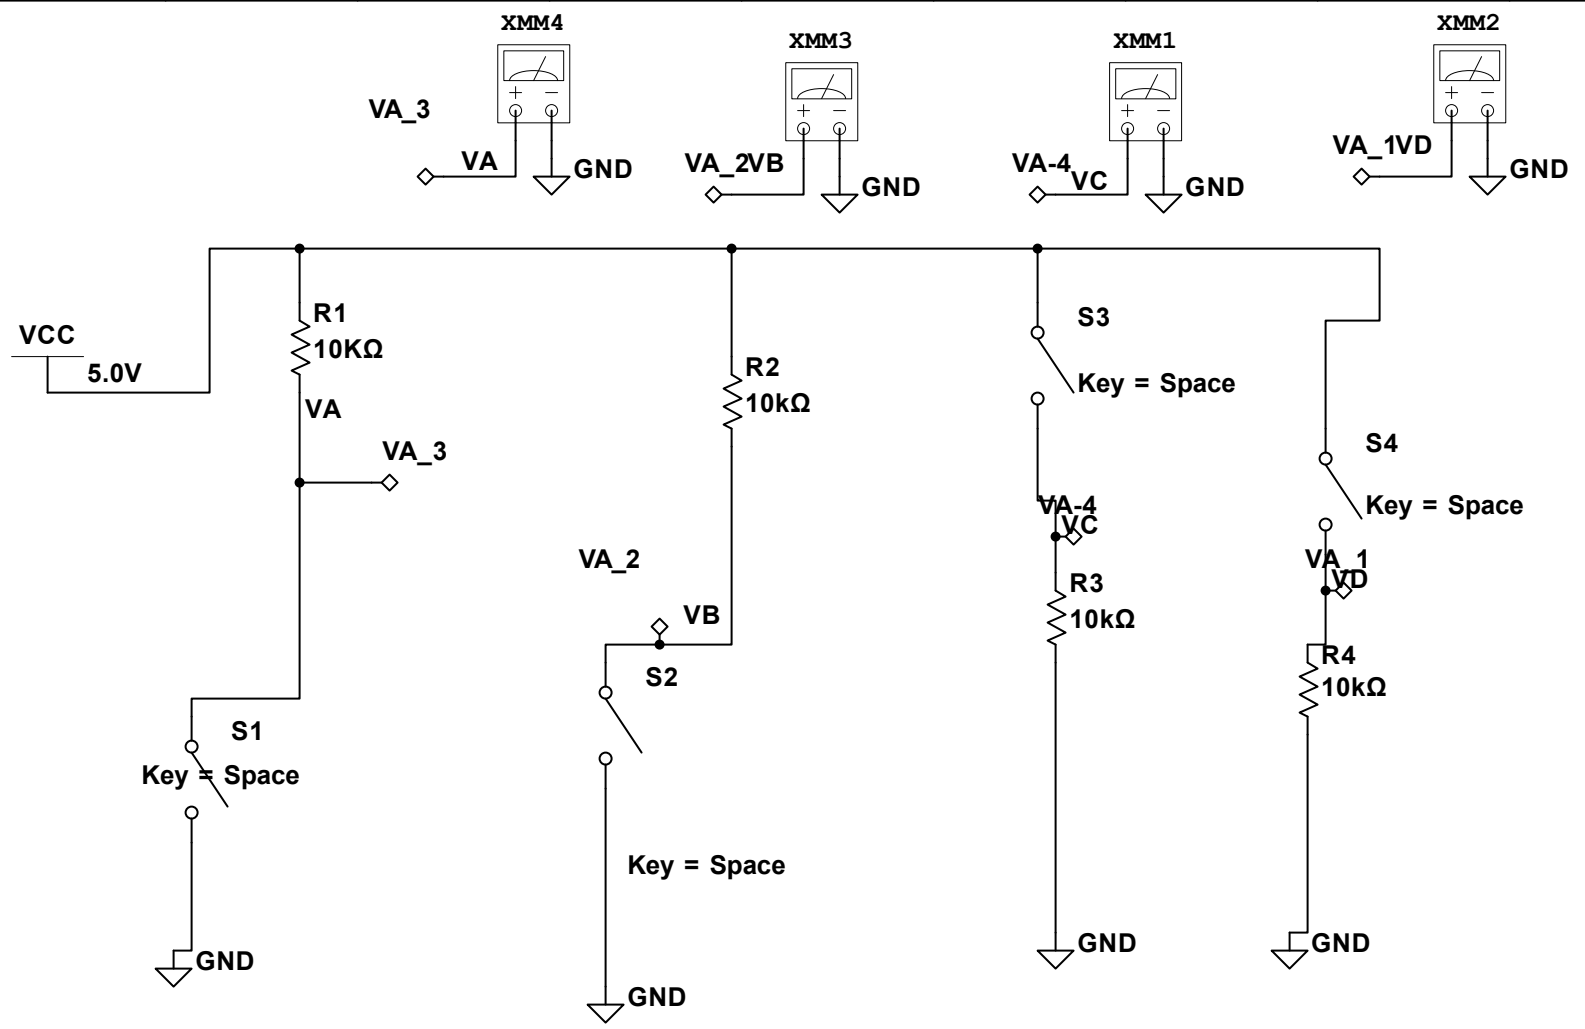 XMM4
XMM3
XMM1
XMM2
+ −
+ −
+ −
+ −
VA_3
VA
GND
VA_2VB
GND
VA-4
VC
GND
VA_1VD
GND
VCC
5.0V
R1
10KΩ
VA
VA_3
S1
Key = Space
GND
R2
10kΩ
VA_2
VB
S2
Key = Space
GND
S3
Key = Space
VA-4
VC
R3
10kΩ
GND
S4
Key = Space
VA_1
VD
R4
10kΩ
GND